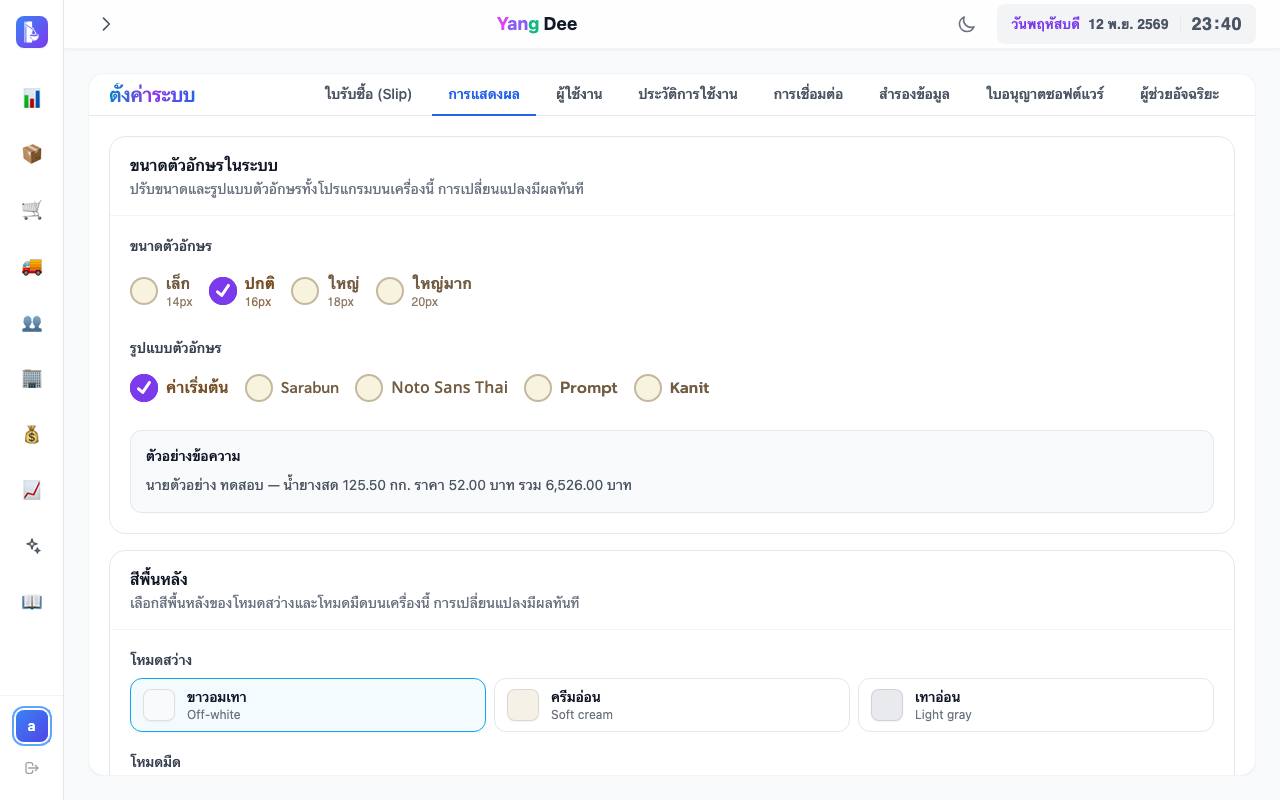 Yang Dee
วันพฤหัสบดี 12 พ.ย. 2569 23:40
ตั้งค่าระบบ
ใบรับซื้อ (Slip) การแสดงผล ผู้ใช้งาน ประวัติการใช้งาน การเชื่อมต่อ สำรองข้อมูล ใบอนุญาตซอฟต์แวร์ ผู้ช่วยอัจฉริยะ
ขนาดตัวอักษรในระบบ
ปรับขนาดและรูปแบบตัวอักษรทั้งโปรแกรมบนเครื่องนี้ การเปลี่ยนแปลงมีผลทันที
ขนาดตัวอักษร
เล็ก ปกติ ใหญ่ ใหญ่มาก
14px 16px 18px 20px
รูปแบบตัวอักษร
ค่าเริ่มต้น Sarabun Noto Sans Thai Prompt Kanit
ตัวอย่างข้อความ
นายตัวอย่าง ทดสอบ — น้ำยางสด 125.50 กก. ราคา 52.00 บาท รวม 6,526.00 บาท
สีพื้นหลัง
เลือกสีพื้นหลังของโหมดสว่างและโหมดมืดบนเครื่องนี้ การเปลี่ยนแปลงมีผลทันที
โหมดสว่าง
ขาวอมเทา ครีมอ่อน เทาอ่อน
Off-white Soft cream Light gray
โหมดมืด
a